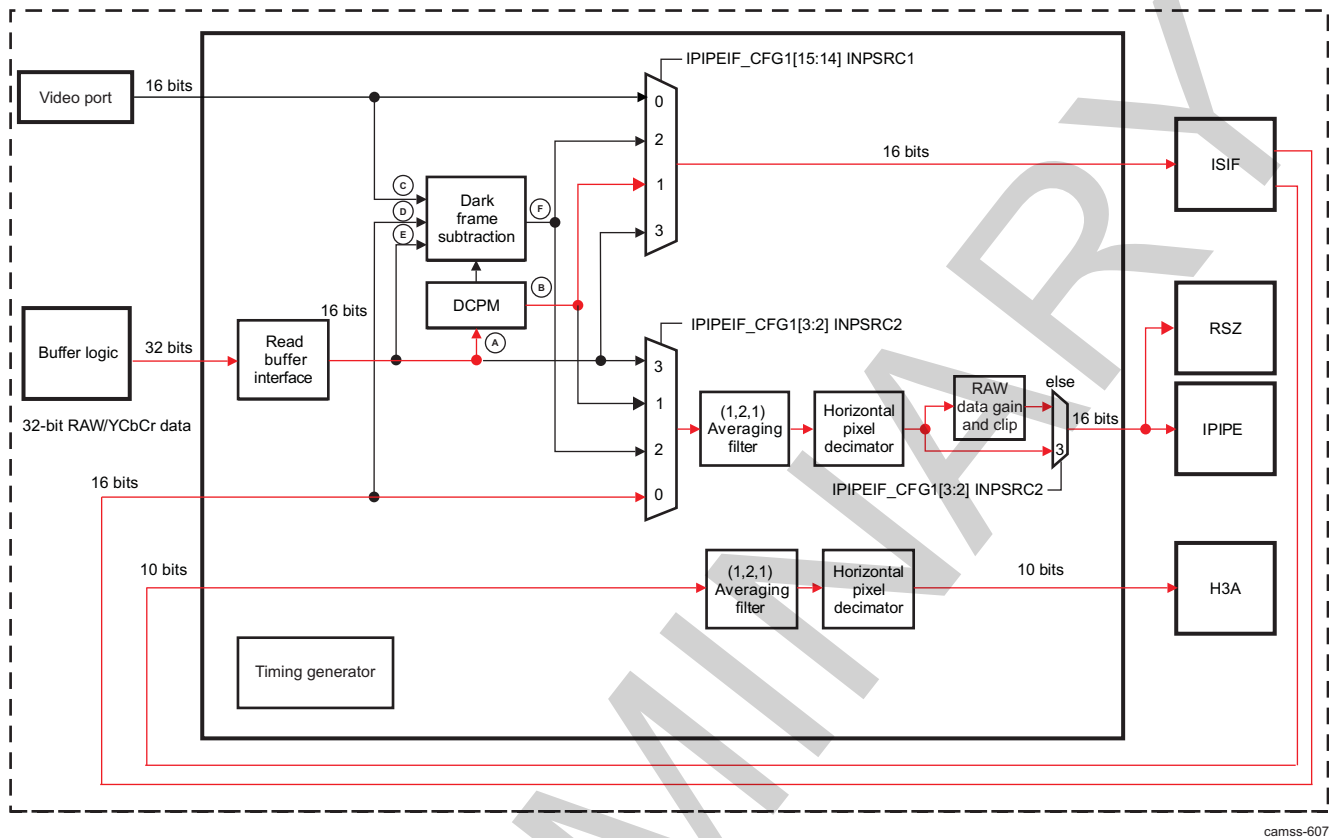 IPIPEIF_CFG1[15:14] INPSRC1
Video port
16 bits
0
2
1
3
16 bits
ISIF
C
D
E
Dark
frame
subtraction
F
DCPM
B
A
16 bits
Buffer logic
32 bits
Read
buffer
interface
32-bit RAW/YCbCr data
IPIPEIF_CFG1[3:2] INPSRC2
3
1
2
0
(1,2,1)
Averaging
filter
Horizontal
pixel
decimator
RAW
data gain
and clip
else
3
16 bits
IPIPEIF_CFG1[3:2] INPSRC2
RSZ
IPIPE
16 bits
10 bits
(1,2,1)
Averaging
filter
Horizontal
pixel
decimator
10 bits
H3A
Timing generator
MINARY
camss-607